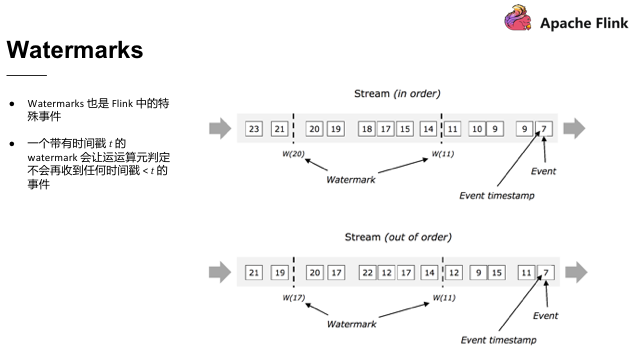 Apache Flink
Watermarks
● Watermarks 也是 Flink 中的特
殊事件
● 一个带有时间戳 t 的
watermark 会让运运算元判定
不会再收到任何时间戳 < t 的
事件
Stream (in order)
23 21 20 19 18 17 15 14 11 10 9 9 7
W(20) W(11)
Watermark
Event
Event timestamp
Stream (out of order)
21 19 20 17 22 12 17 14 12 9 15 11 7
W(17) W(11)
Watermark
Event
Event timestamp